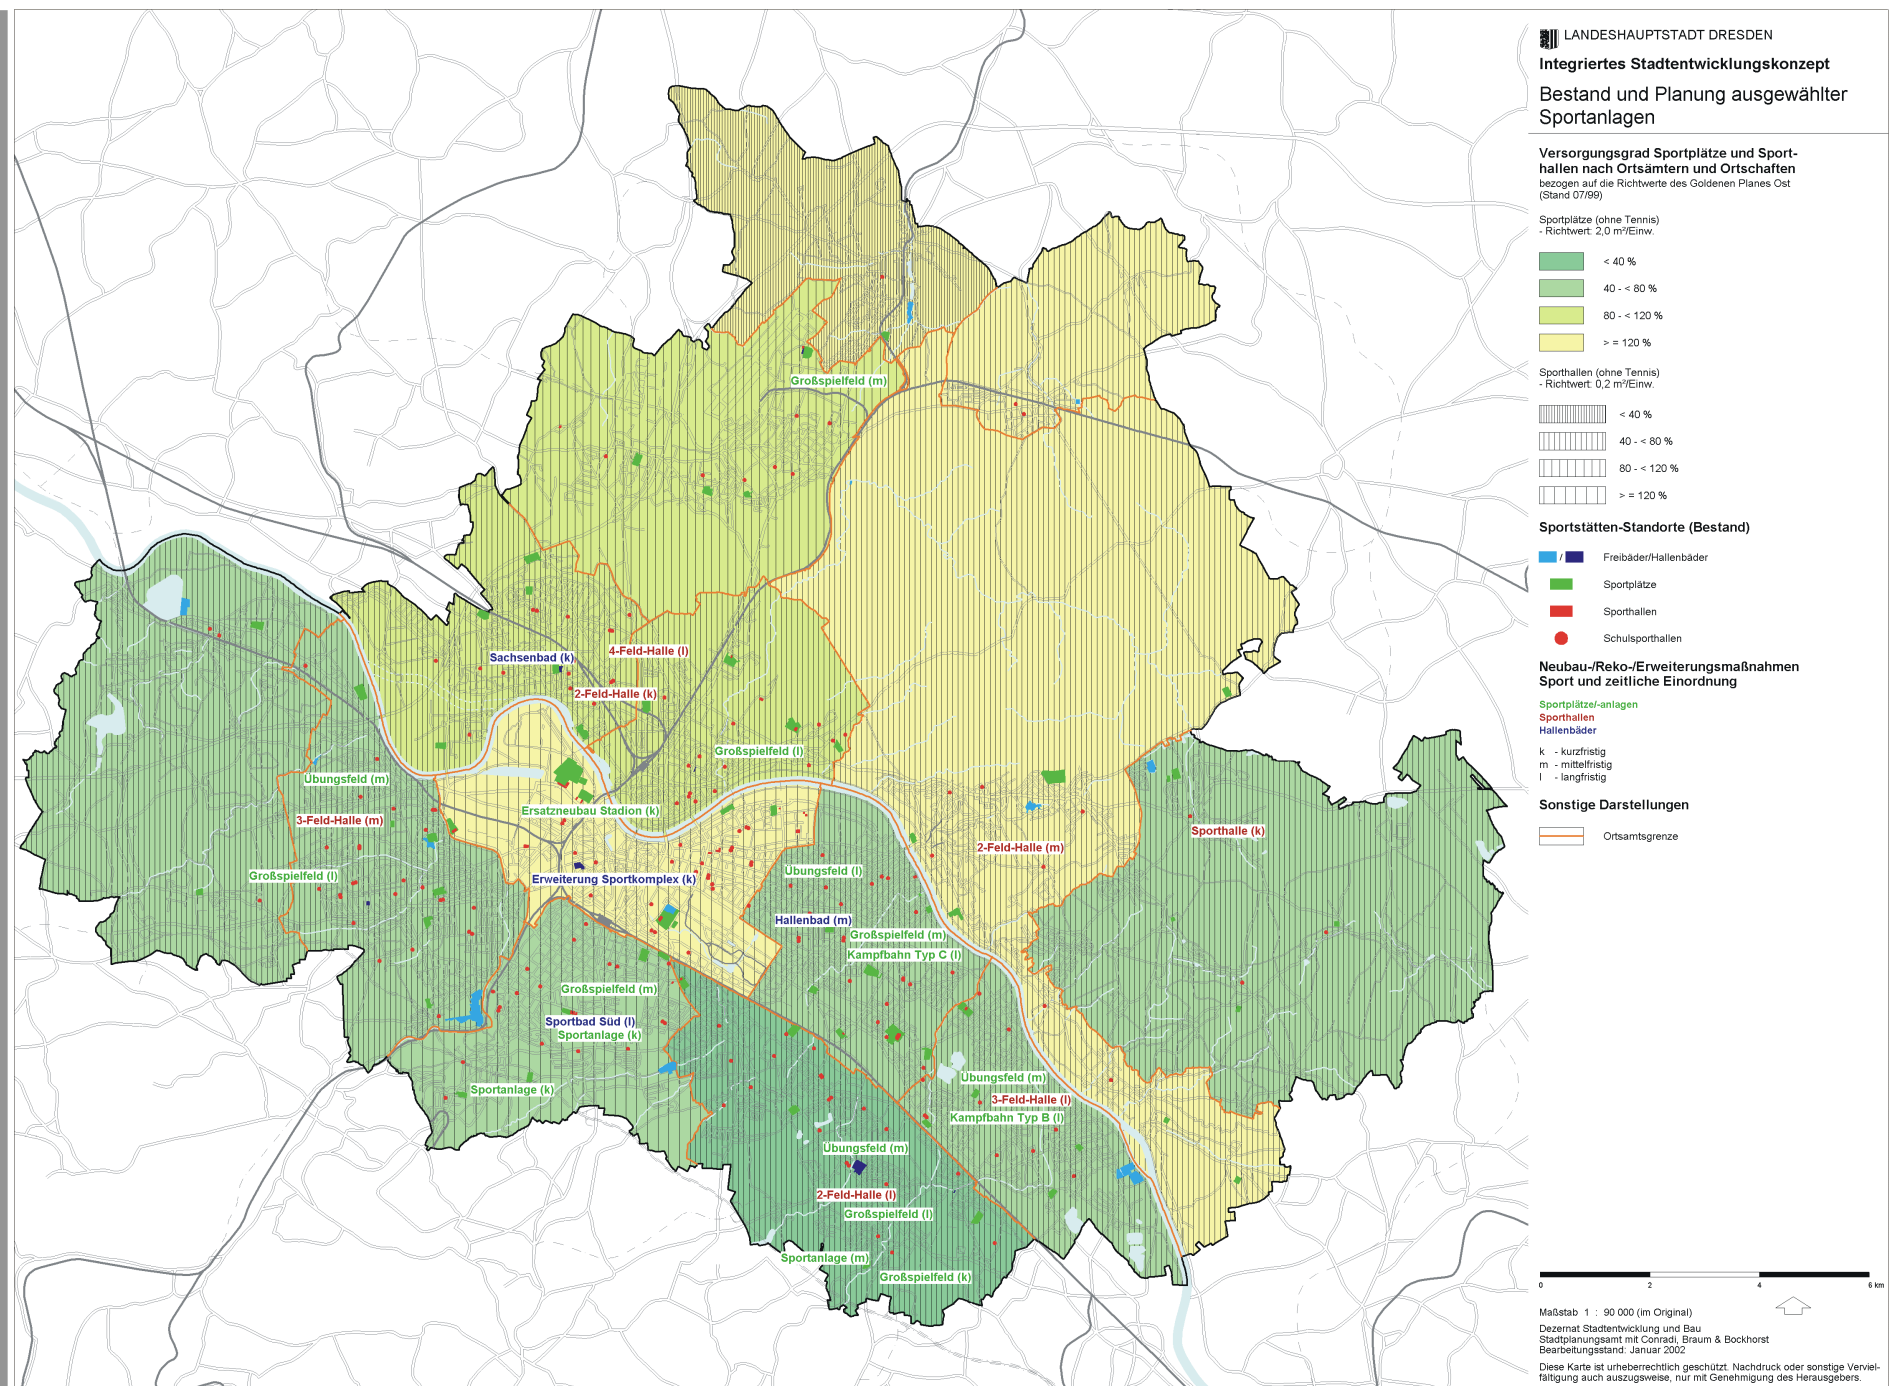 LANDESHAUPTSTADT DRESDEN
Integriertes Stadtentwicklungskonzept
Bestand und Planung ausgewählter
Sportanlagen
Versorgungsgrad Sportplätze und Sport-
hallen nach Ortsämtern und Ortschaften
bezogen auf die Richtwerte des Goldenen Planes Ost
(Stand 07/99)
Sportplätze (ohne Tennis)
- Richtwert: 2,0 m²/Einw.
< 40 %
40 - < 80 %
80 - < 120 %
> = 120 %
Sporthallen (ohne Tennis)
- Richtwert: 0,2 m²/Einw.
< 40 %
40 - < 80 %
80 - < 120 %
> = 120 %
Sportstätten-Standorte (Bestand)
/ Freibäder/Hallenbäder
Sportplätze
Sporthallen
Schulsporthallen
Neubau-/Reko-/Erweiterungsmaßnahmen
Sport und zeitliche Einordnung
Sportplätze/-anlagen
Sporthallen
Hallenbäder
k - kurzfristig
m - mittelfristig
l - langfristig
Sonstige Darstellungen
Ortsamtsgrenze
0 2 4 6 km
Maßstab 1 : 90 000 (im Original)
Dezernat Stadtentwicklung und Bau
Stadtplanungsamt mit Conradi, Braum & Bockhorst
Bearbeitungsstand: Januar 2002
Diese Karte ist urheberrechtlich geschützt. Nachdruck oder sonstige Verviel-
fältigung auch auszugsweise, nur mit Genehmigung des Herausgebers.
Großspielfeld (m)
4-Feld-Halle (l)
Sachsenbad (k)
2-Feld-Halle (k)
Großspielfeld (l)
Übungsfeld (m)
Ersatzneubau Stadion (k)
3-Feld-Halle (m)
Sporthalle (k)
2-Feld-Halle (m)
Großspielfeld (l)
Übungsfeld (l)
Erweiterung Sportkomplex (k)
Hallenbad (m)
Großspielfeld (m)
Kampfbahn Typ C (l)
Großspielfeld (m)
Sportbad Süd (l)
Sportanlage (k)
Sportanlage (k)
Übungsfeld (m)
3-Feld-Halle (l)
Kampfbahn Typ B (l)
Übungsfeld (m)
2-Feld-Halle (l)
Großspielfeld (l)
Sportanlage (m)
Großspielfeld (k)